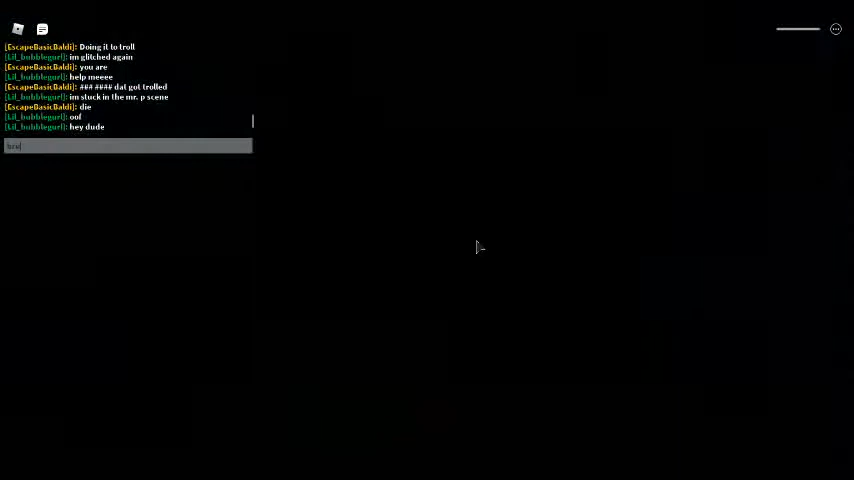 [EscapeBasicBaldi]: Doing it to troll
[Lil_bubblegurl]: im glitched again
[EscapeBasicBaldi]: you are
[Lil_bubblegurl]: help meeee
[EscapeBasicBaldi]: ### #### dat got trolled
[Lil_bubblegurl]: im stuck in the mr. p scene
[EscapeBasicBaldi]: die
[Lil_bubblegurl]: oof
[Lil_bubblegurl]: hey dude